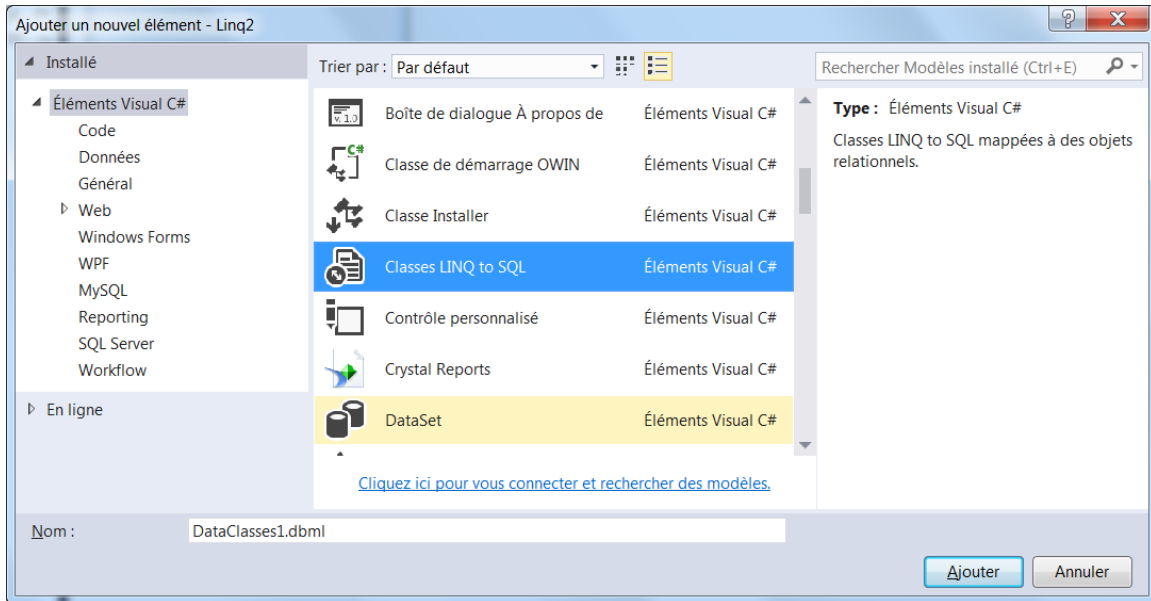 Ajouter un nouvel élément - Linq2
Installé
Éléments Visual C#
Code
Données
Général
Web
Windows Forms
WPF
MySQL
Reporting
SQL Server
Workflow
En ligne
Trier par : Par défaut
v. 1.0 Boîte de dialogue À propos de Éléments Visual C#
C# Classe de démarrage OWIN Éléments Visual C#
Classe Installer Éléments Visual C#
Classes LINQ to SQL Éléments Visual C#
Contrôle personnalisé Éléments Visual C#
Crystal Reports Éléments Visual C#
DataSet Éléments Visual C#
Cliquez ici pour vous connecter et rechercher des modèles.
Rechercher Modèles installé (Ctrl+E)
Type : Éléments Visual C#
Classes LINQ to SQL mappées à des objets
relationnels.
Nom : DataClasses1.dbml
Ajouter Annuler